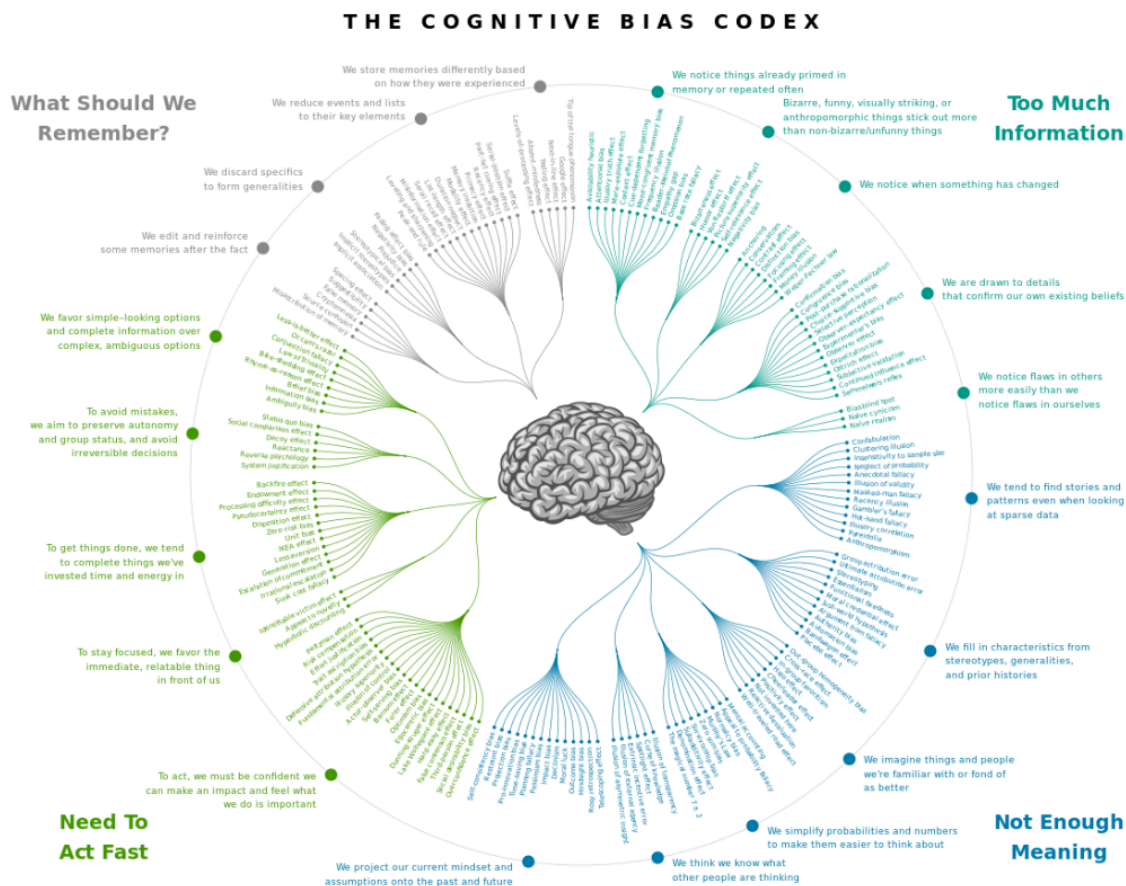 THE COGNITIVE BIAS CODEX
What Should We
Remember?
We store memories differently based
on how they were experienced
We reduce events and lists
to their key elements
We discard specifics
to form generalities
We edit and reinforce
some memories after the fact
Too Much
Information
We notice things already primed in
memory or repeated often
Bizarre, funny, visually striking, or
anthropomorphic things stick out more
than non-bizarre/unfunny things
We notice when something has changed
We are drawn to details
that confirm our own existing beliefs
We notice flaws in others
more easily than we
notice flaws in ourselves
Need To
Act Fast
We favor simple-looking options
and complete information over
complex, ambiguous options
To avoid mistakes,
we aim to preserve autonomy
and group status, and avoid
irreversible decisions
To get things done, we tend
to complete things we've
invested time and energy in
To stay focused, we favor the
immediate, relatable thing
in front of us
To act, we must be confident we
can make an impact and feel what
we do is important
Not Enough
Meaning
We tend to find stories and
patterns even when looking
at sparse data
We fill in characteristics from
stereotypes, generalities,
and prior histories
We imagine things and people
we're familiar with or fond of
as better
We simplify probabilities and numbers
to make them easier to think about
We think we know what
other people are thinking
We project our current mindset and
assumptions onto the past and future
Tip of the tongue phenomenon
Google effect
Next-in-line effect
Testing effect
Absent-mindedness
Levels-of-processing effect
Suffix effect
Serial-position effect
Part-list cueing effect
Recency effect
Primacy effect
Memory inhibition
Modality effect
Duration neglect
List-length effect
Serial recall effect
Misinformation effect
Leveling and sharpening
Peak-end rule
Fading affect bias
Negativity bias
Prejudice
Stereotypical bias
Implicit stereotypes
Implicit association
Spacing effect
Suggestibility
False memory
Cryptomnesia
Source confusion
Misattribution of memory
Availability heuristic
Attentional bias
Illusory truth effect
Mere-exposure effect
Context effect
Cue-dependent forgetting
Mood-congruent memory bias
Frequency illusion
Baader-Meinhof Phenomenon
Empathy gap
Omission bias
Base rate fallacy
Bizarreness effect
Humor effect
Von Restorff effect
Picture superiority effect
Self-relevance effect
Negativity bias
Anchoring
Conservatism
Contrast effect
Distinction bias
Focusing effect
Framing effect
Money illusion
Weber-Fechner law
Confirmation bias
Congruence bias
Post-purchase rationalization
Choice-supportive bias
Selective perception
Observer-expectancy effect
Experimenter's bias
Observer effect
Expectation bias
Ostrich effect
Subjective validation
Continued influence effect
Semmelweis reflex
Bias blind spot
Naïve cynicism
Naïve realism
Confabulation
Clustering illusion
Insensitivity to sample size
Neglect of probability
Anecdotal fallacy
Illusion of validity
Masked-man fallacy
Recency illusion
Gambler's fallacy
Hot-hand fallacy
Illusory correlation
Pareidolia
Anthropomorphism
Group attribution error
Ultimate attribution error
Stereotyping
Essentialism
Functional fixedness
Moral credential effect
Just-world hypothesis
Argument from fallacy
Authority bias
Automation bias
Bandwagon effect
Placebo effect
Out-group homogeneity bias
Cross-race effect
In-group favoritism
Halo effect
Cheerleader effect
Positivity effect
Not invented here
Reactive devaluation
Well-traveled road effect
Mental accounting
Appeal to probability fallacy
Normalcy bias
Murphy's Law
Zero sum bias
Survivorship bias
Subadditivity effect
Denomination effect
The magical number 7 ± 2
Illusion of transparency
Curse of knowledge
Spotlight effect
Extrinsic incentive error
Illusion of external agency
Illusion of asymmetric insight
Telescoping effect
Rosy retrospection
Hindsight bias
Outcome bias
Moral luck
Declinism
Impact bias
Pessimism bias
Planning fallacy
Time-saving bias
Pro-innovation bias
Projection bias
Restraint bias
Self-consistency bias
Less-is-better effect
Occam's razor
Conjunction fallacy
Law of Triviality
Bike-shedding effect
Rhyme-as-reason effect
Belief bias
Information bias
Ambiguity bias
Status quo bias
Social comparison effect
Decoy effect
Reactance
Reverse psychology
System justification
Backfire effect
Endowment effect
Processing difficulty effect
Pseudocertainty effect
Disposition effect
Zero-risk bias
Unit bias
IKEA effect
Loss aversion
Generation effect
Escalation of commitment
Irrational escalation
Sunk cost fallacy
Identifiable victim effect
Appeal to novelty
Hyperbolic discounting
Peltzman effect
Risk compensation
Effort justification
Trait ascription bias
Defensive attribution hypothesis
Fundamental attribution error
Illusory superiority
Illusion of control
Actor-observer bias
Self-serving bias
Barnum effect
Forer effect
Optimism bias
Egocentric bias
Dunning-Kruger effect
Lake Wobegone effect
Hard-easy effect
False consensus effect
Third-person effect
Social desirability bias
Overconfidence effect